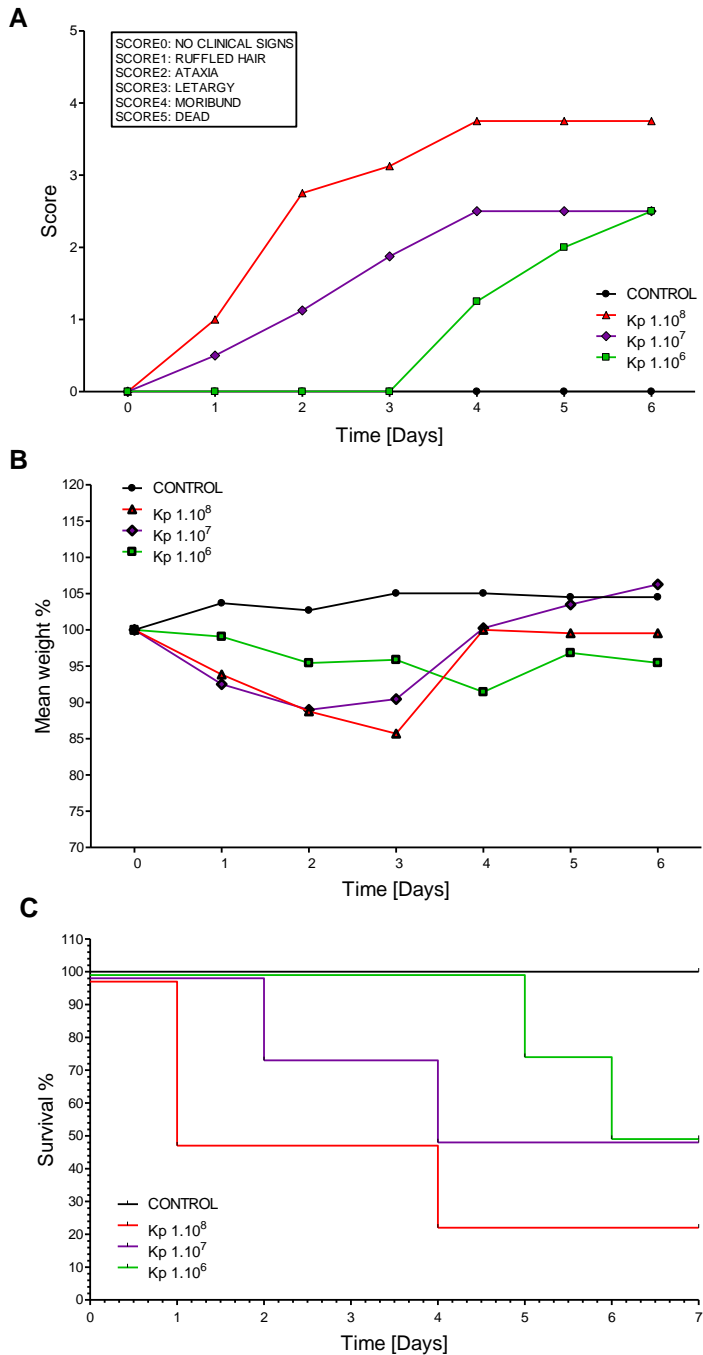 A
SCORE0: NO CLINICAL SIGNS
SCORE1: RUFFLED HAIR
SCORE2: ATAXIA
SCORE3: LETARGY
SCORE4: MORIBUND
SCORE5: DEAD
5
4
3
2
1
0
Score
CONTROL
Kp 1.10⁸
Kp 1.10⁷
Kp 1.10⁶
0 1 2 3 4 5 6
Time [Days]
B
120
115
110
105
100
95
90
85
80
75
70
Mean weight %
CONTROL
Kp 1.10⁸
Kp 1.10⁷
Kp 1.10⁶
0 1 2 3 4 5 6
Time [Days]
C
110
100
90
80
70
60
50
40
30
20
10
0
Survival %
CONTROL
Kp 1.10⁸
Kp 1.10⁷
Kp 1.10⁶
0 1 2 3 4 5 6 7
Time [Days]